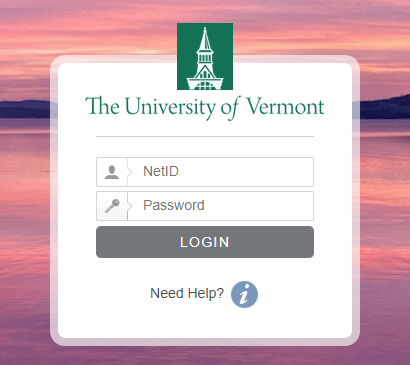 The University of Vermont
NetID
Password
LOGIN
Need Help? i